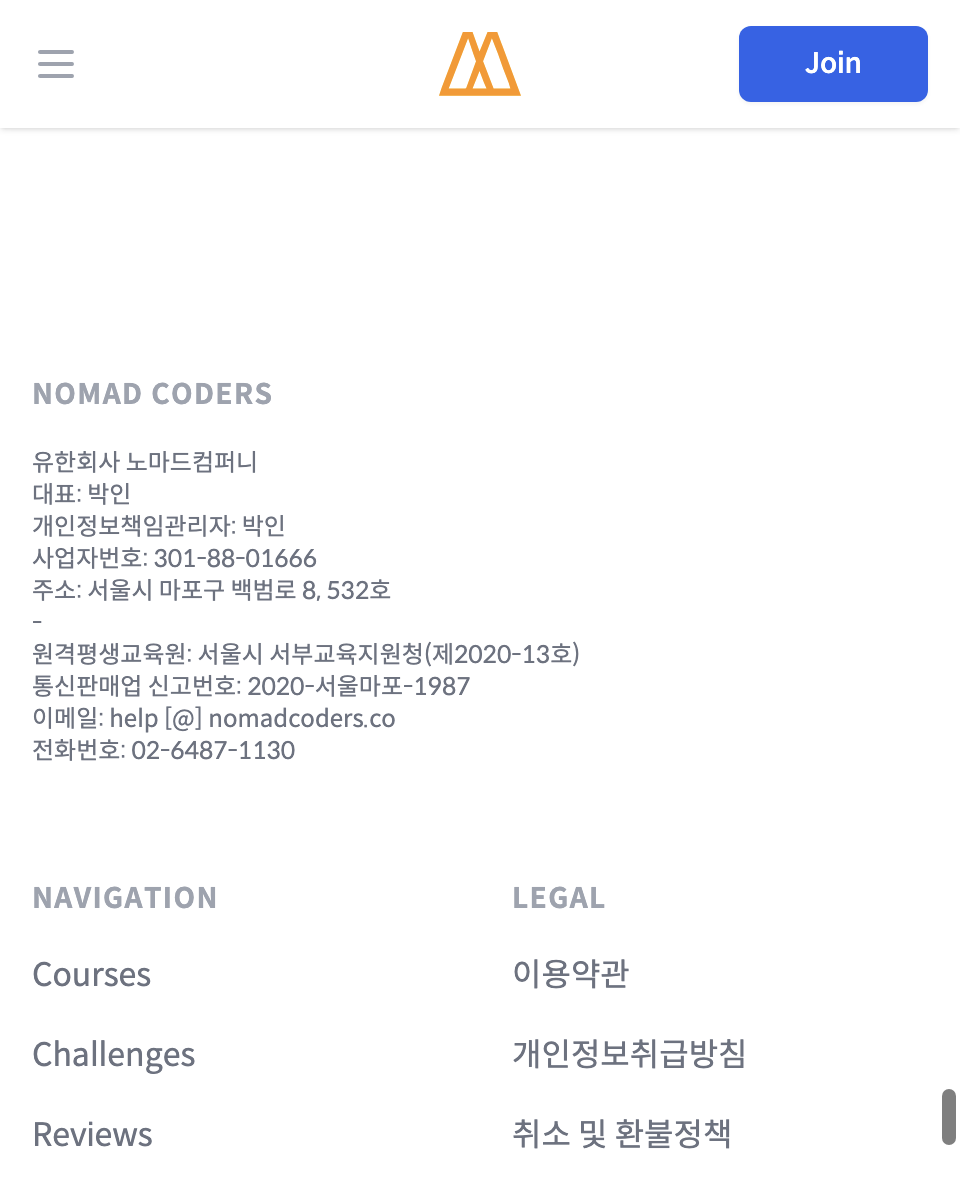 Join
NOMAD CODERS
유한회사 노마드컴퍼니
대표: 박인
개인정보책임관리자: 박인
사업자번호: 301-88-01666
주소: 서울시 마포구 백범로 8, 532호
-
원격평생교육원: 서울시 서부교육지원청(제2020-13호)
통신판매업 신고번호: 2020-서울마포-1987
이메일: help [@] nomadcoders.co
전화번호: 02-6487-1130
NAVIGATION
Courses
Challenges
Reviews
LEGAL
이용약관
개인정보취급방침
취소 및 환불정책